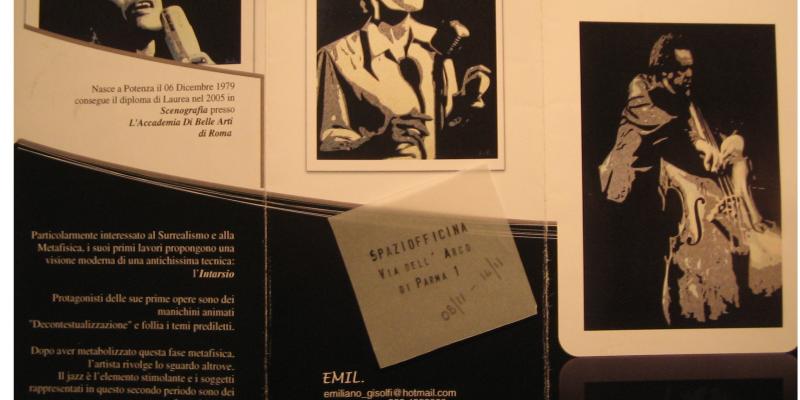 Nasce a Potenza il 06 Dicembre 1979
consegue il diploma di Laurea nel 2005 in
Scenografia presso
L'Accademia Di Belle Arti
di Roma
Particolarmente interessato al Surrealismo e alla
Metafisica, i suoi primi lavori propongono una
visione moderna di una antichissima tecnica:
l'Intarsio
Protagonisti delle sue prime opere sono dei
manichini animati
"Decontestualizzazione" e follia i temi prediletti.
Dopo aver metabolizzato questa fase metafisica,
l'artista rivolge lo sguardo altrove.
Il jazz è l'elemento stimolante e i soggetti
rappresentati in questo secondo periodo sono dei
SPAZIOFFICINA
VIA DELL' ARCO
DI PARMA 1
08/11 - 14/11
EMIL.
emiliano_gisolfi@hotmail.com